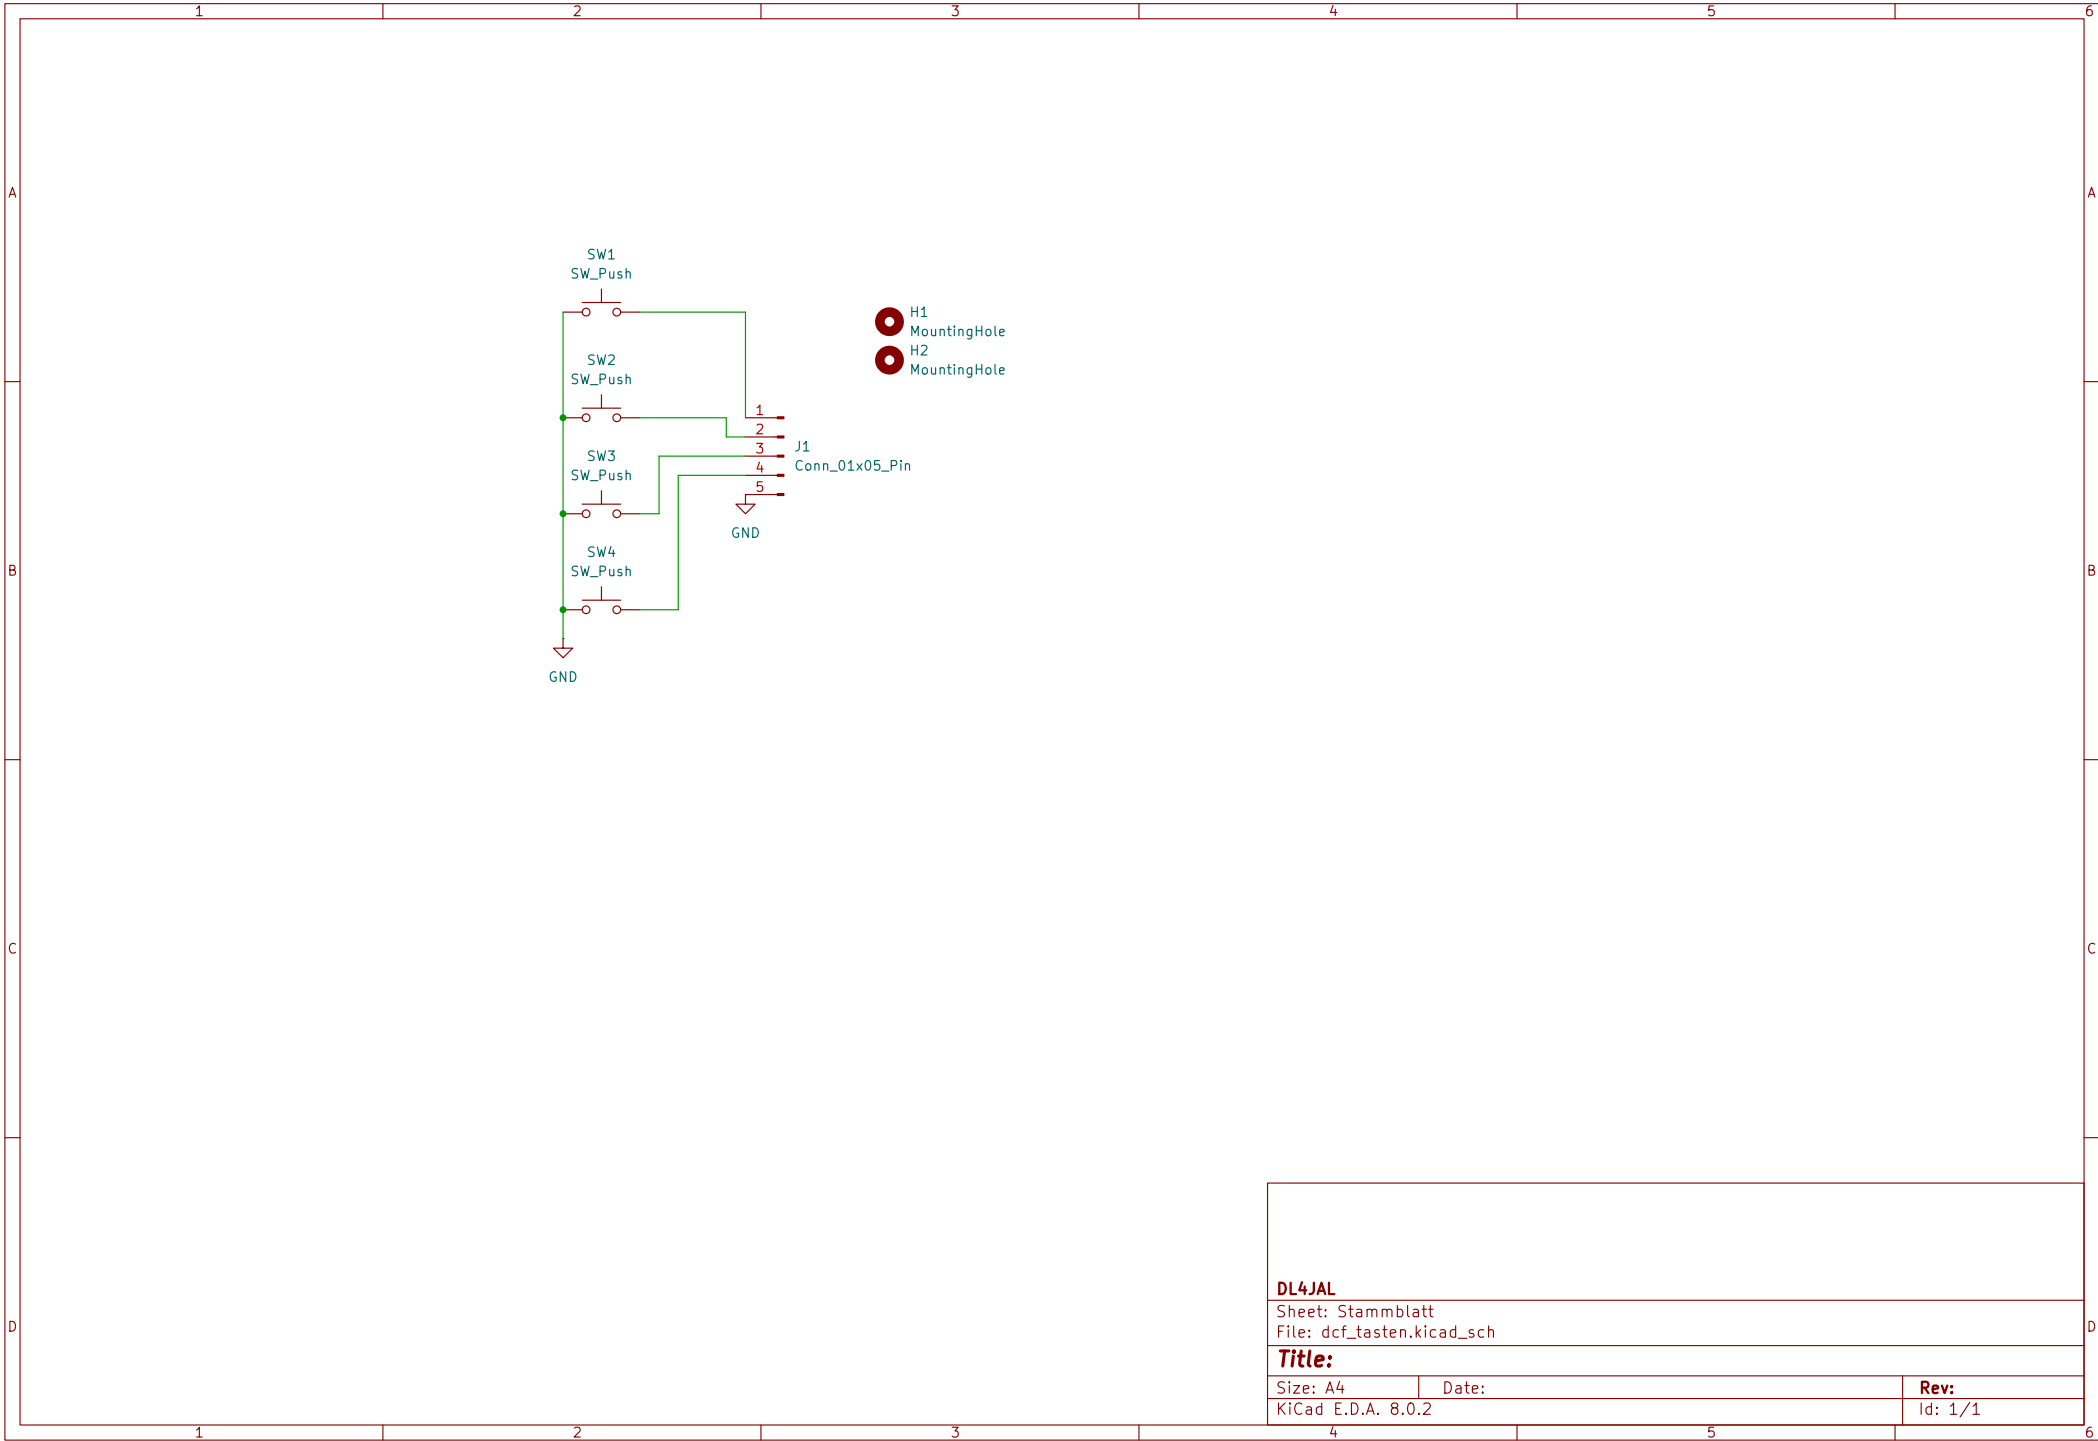 1 2 3 4 5 6
A A
SW1
SW_Push
H1
MountingHole
H2
MountingHole
SW2
SW_Push
1
2
3
4
5
J1
Conn_01x05_Pin
SW3
SW_Push
GND
SW4
SW_Push
B B
GND
C C
DL4JAL
Sheet: Stammblatt
File: dcf_tasten.kicad_sch
D D
Title:
Size: A4 Date: Rev:
KiCad E.D.A. 8.0.2 Id: 1/1
1 2 3 4 5 6